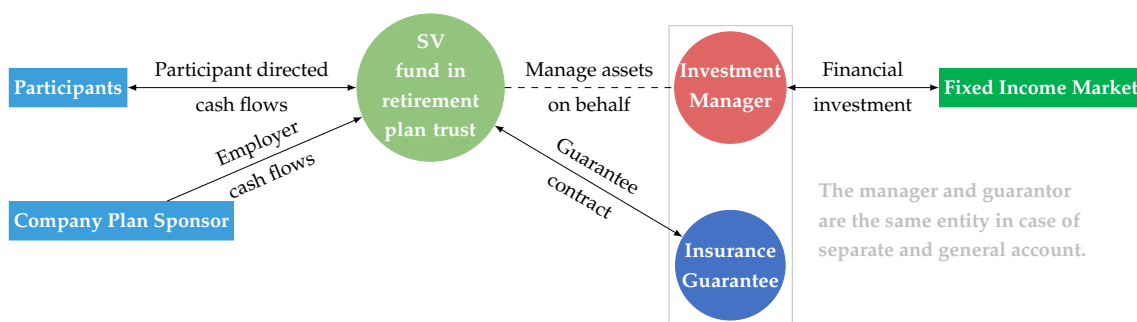 Participants
Participant directed
cash flows
SV
fund in
retirement
plan trust
Manage assets
on behalf
Investment
Manager
Financial
investment
Fixed Income Market
Employer
cash flows
Company Plan Sponsor
Guarantee
contract
Insurance
Guarantee
The manager and guarantor
are the same entity in case of
separate and general account.